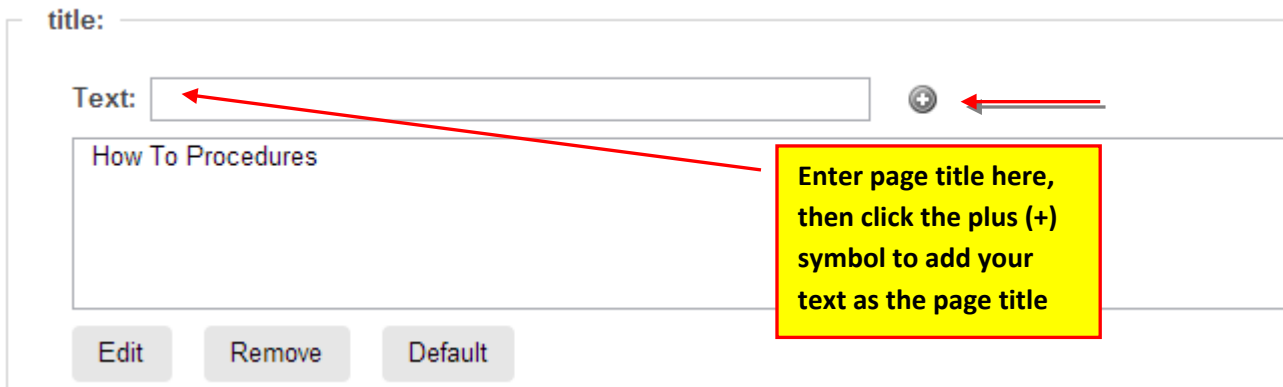 title:
Text:
How To Procedures
Enter page title here,
then click the plus (+)
symbol to add your
text as the page title
Edit Remove Default